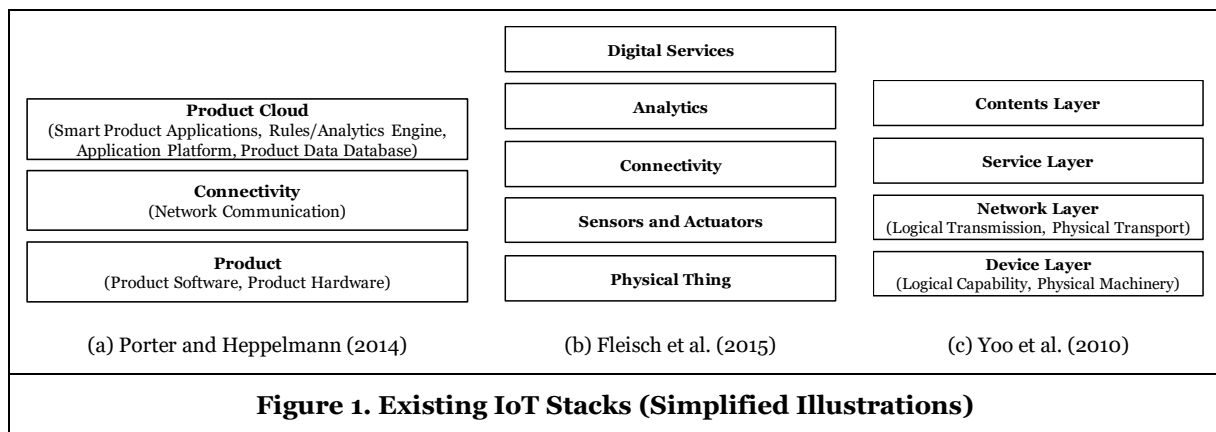 Product Cloud
(Smart Product Applications, Rules/Analytics Engine,
Application Platform, Product Data Database)
Connectivity
(Network Communication)
Product
(Product Software, Product Hardware)
(a) Porter and Heppelmann (2014)
Digital Services
Analytics
Connectivity
Sensors and Actuators
Physical Thing
(b) Fleisch et al. (2015)
Contents Layer
Service Layer
Network Layer
(Logical Transmission, Physical Transport)
Device Layer
(Logical Capability, Physical Machinery)
(c) Yoo et al. (2010)
Figure 1. Existing IoT Stacks (Simplified Illustrations)